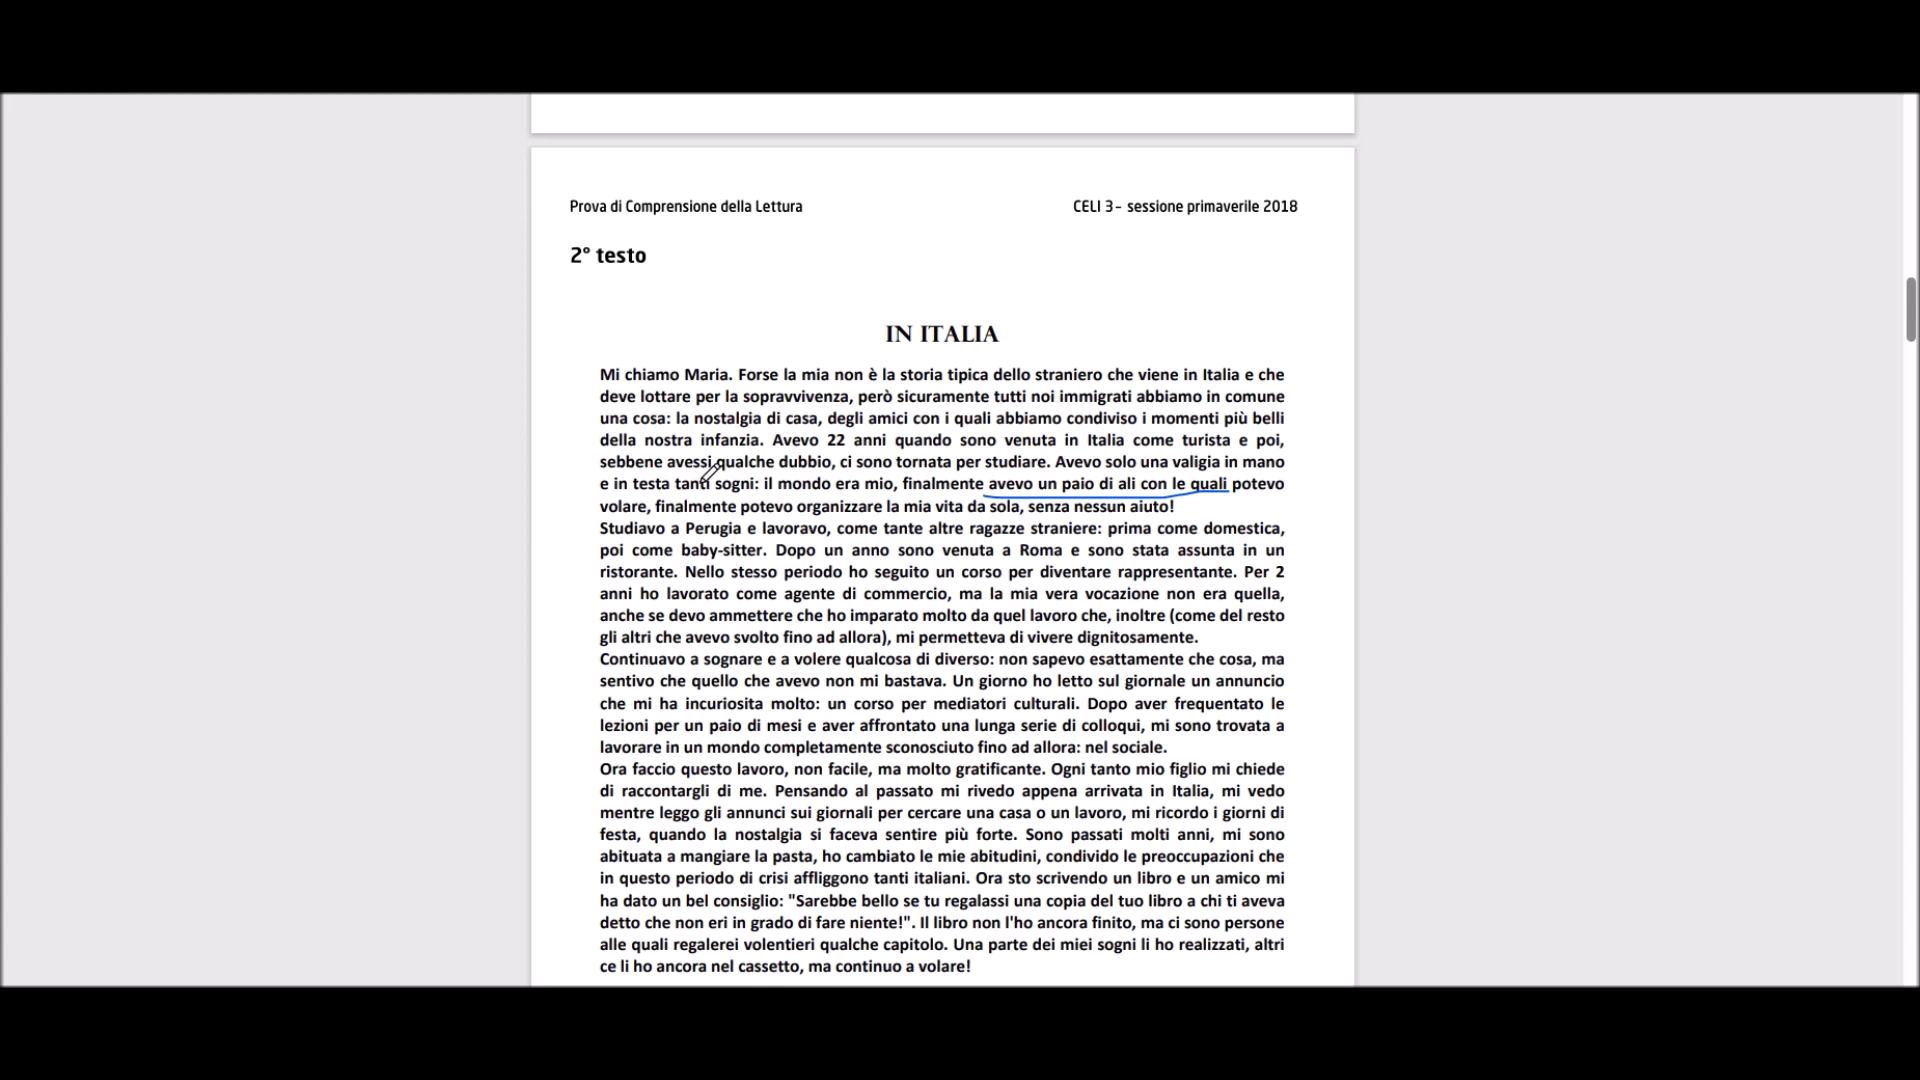 Prova di Comprensione della Lettura
CELI 3- sessione primaverile 2018
2° testo
IN ITALIA
Mi chiamo Maria. Forse la mia non è la storia tipica dello straniero che viene in Italia e che
deve lottare per la sopravvivenza, però sicuramente tutti noi immigrati abbiamo in comune
una cosa: la nostalgia di casa, degli amici con i quali abbiamo condiviso i momenti più belli
della nostra infanzia. Avevo 22 anni quando sono venuta in Italia come turista e poi,
sebbene avessi qualche dubbio, ci sono tornata per studiare. Avevo solo una valigia in mano
e in testa tanti sogni: il mondo era mio, finalmente avevo un paio di ali con le quali potevo
volare, finalmente potevo organizzare la mia vita da sola, senza nessun aiuto!
Studiavo a Perugia e lavoravo, come tante altre ragazze straniere: prima come domestica,
poi come baby-sitter. Dopo un anno sono venuta a Roma e sono stata assunta in un
ristorante. Nello stesso periodo ho seguito un corso per diventare rappresentante. Per 2
anni ho lavorato come agente di commercio, ma la mia vera vocazione non era quella,
anche se devo ammettere che ho imparato molto da quel lavoro che, inoltre (come del resto
gli altri che avevo svolto fino ad allora), mi permetteva di vivere dignitosamente.
Continuavo a sognare e a volere qualcosa di diverso: non sapevo esattamente che cosa, ma
sentivo che quello che avevo non mi bastava. Un giorno ho letto sul giornale un annuncio
che mi ha incuriosita molto: un corso per mediatori culturali. Dopo aver frequentato le
lezioni per un paio di mesi e aver affrontato una lunga serie di colloqui, mi sono trovata a
lavorare in un mondo completamente sconosciuto fino ad allora: nel sociale.
Ora faccio questo lavoro, non facile, ma molto gratificante. Ogni tanto mio figlio mi chiede
di raccontargli di me. Pensando al passato mi rivedo appena arrivata in Italia, mi vedo
mentre leggo gli annunci sui giornali per cercare una casa o un lavoro, mi ricordo i giorni di
festa, quando la nostalgia si faceva sentire più forte. Sono passati molti anni, mi sono
abituata a mangiare la pasta, ho cambiato le mie abitudini, condivido le preoccupazioni che
in questo periodo di crisi affliggono tanti italiani. Ora sto scrivendo un libro e un amico mi
ha dato un bel consiglio: "Sarebbe bello se tu regalassi una copia del tuo libro a chi ti aveva
detto che non eri in grado di fare niente!". Il libro non l'ho ancora finito, ma ci sono persone
alle quali regalerei volentieri qualche capitolo. Una parte dei miei sogni li ho realizzati, altri
ce li ho ancora nel cassetto, ma continuo a volare!